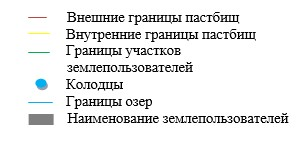 Внешние границы пастбищ
Внутренние границы пастбищ
Границы участков
землепользователей
Колодцы
Границы озер
Наименование землепользователей